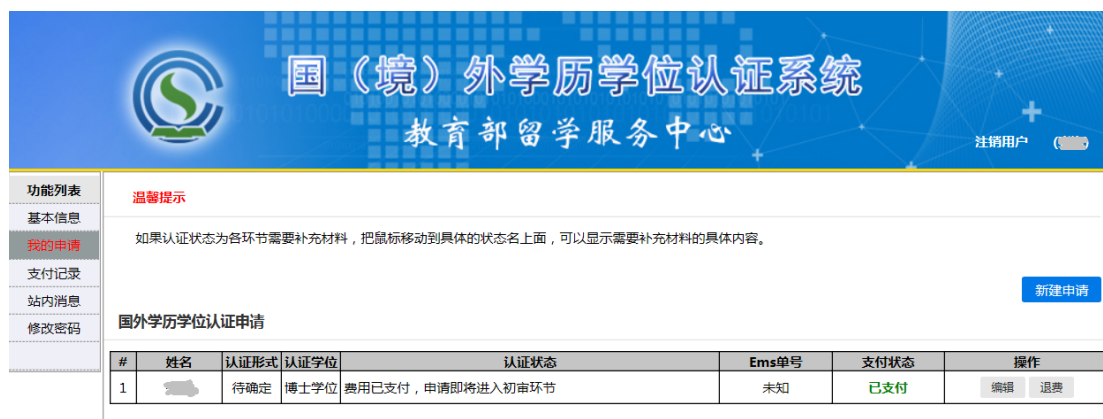 国（境）外学历学位认证系统
教育部留学服务中心
注销用户 (
功能列表
基本信息
我的申请
支付记录
站内消息
修改密码
温馨提示
如果认证状态为各环节需要补充材料，把鼠标移动到具体的状态名上面，可以显示需要补充材料的具体内容。
新建申请
国外学历学位认证申请
# 姓名 认证形式 认证学位 认证状态 Ems单号 支付状态 操作
1 待确定 博士学位 费用已支付，申请即将进入初审环节 未知 已支付 编辑 退费